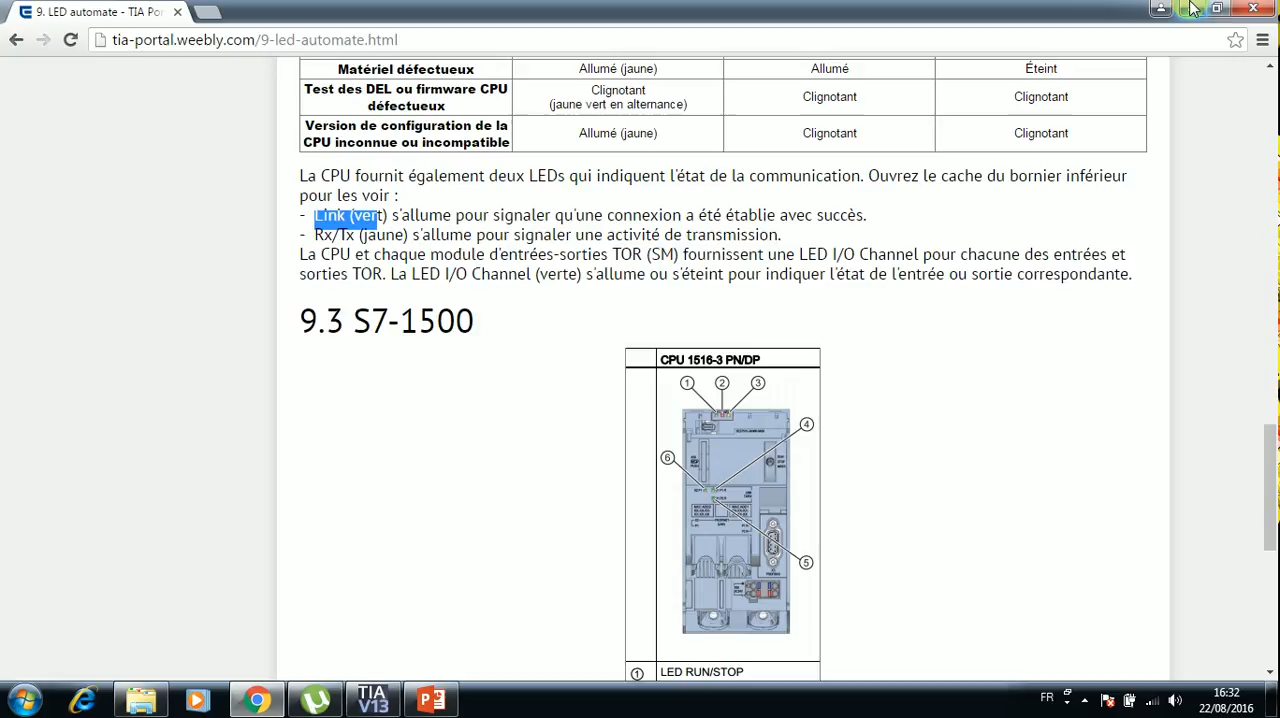 9. LED automate - TIA Po
tia-portal.weebly.com/9-led-automate.html
Matériel défectueux Allumé (jaune) Allumé Éteint
Test des DEL ou firmware CPU
défectueux
Clignotant
(jaune vert en alternance)
Clignotant Clignotant
Version de configuration de la
CPU inconnue ou incompatible
Allumé (jaune) Clignotant Clignotant
La CPU fournit également deux LEDs qui indiquent l'état de la communication. Ouvrez le cache du bornier inférieur
pour les voir :
- Link (vert) s'allume pour signaler qu'une connexion a été établie avec succès.
- Rx/Tx (jaune) s'allume pour signaler une activité de transmission.
La CPU et chaque module d'entrées-sorties TOR (SM) fournissent une LED I/O Channel pour chacune des entrées et
sorties TOR. La LED I/O Channel (verte) s'allume ou s'éteint pour indiquer l'état de l'entrée ou sortie correspondante.
9.3 S7-1500
CPU 1516-3 PN/DP
1 2 3
4
6
5
1 LED RUN/STOP
TIA
V13
FR
16:32
22/08/2016